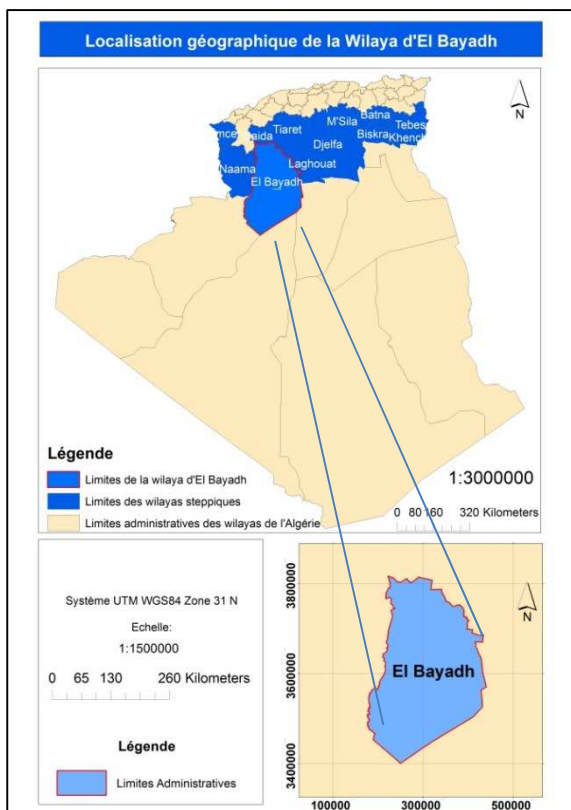 Localisation géographique de la Wilaya d'El Bayadh
N
Batna
M'Sila
Tebes
Tiaret
aida
mce
Biskra
Khench
Djelfa
Naama
Laghouat
El Bayadh
Légende
Limites de la wilaya d'El Bayadh
Limites des wilayas steppiques
Limites administratives des wilayas de l'Algérie
1:3000000
0 80 160 320 Kilometers
Système UTM WGS84 Zone 31 N
Echelle:
1:1500000
0 65 130 260 Kilometers
Légende
Limites Administratives
3800000
3600000
3400000
N
El Bayadh
100000 300000 500000